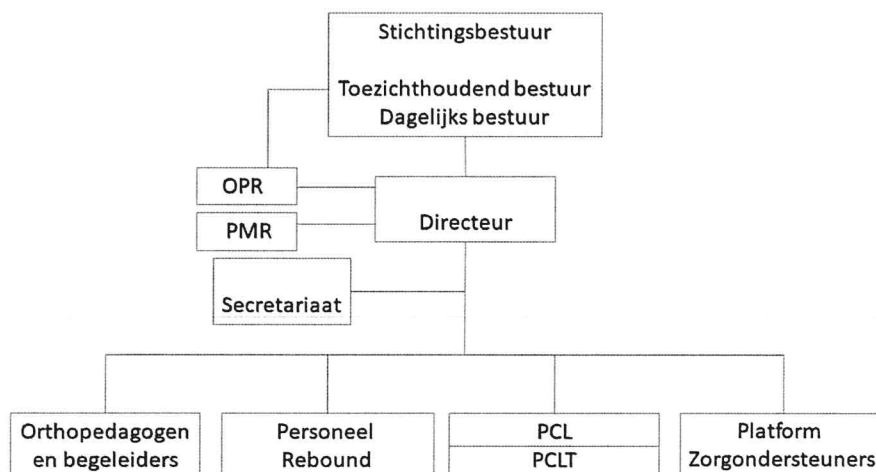 Stichtingsbestuur
Toezichthoudend bestuur
Dagelijks bestuur
OPR
PMR
Directeur
Secretariaat
Orthopedagogen
en begeleiders
Personeel
Rebound
PCL
PCLT
Platform
Zorgondersteuners